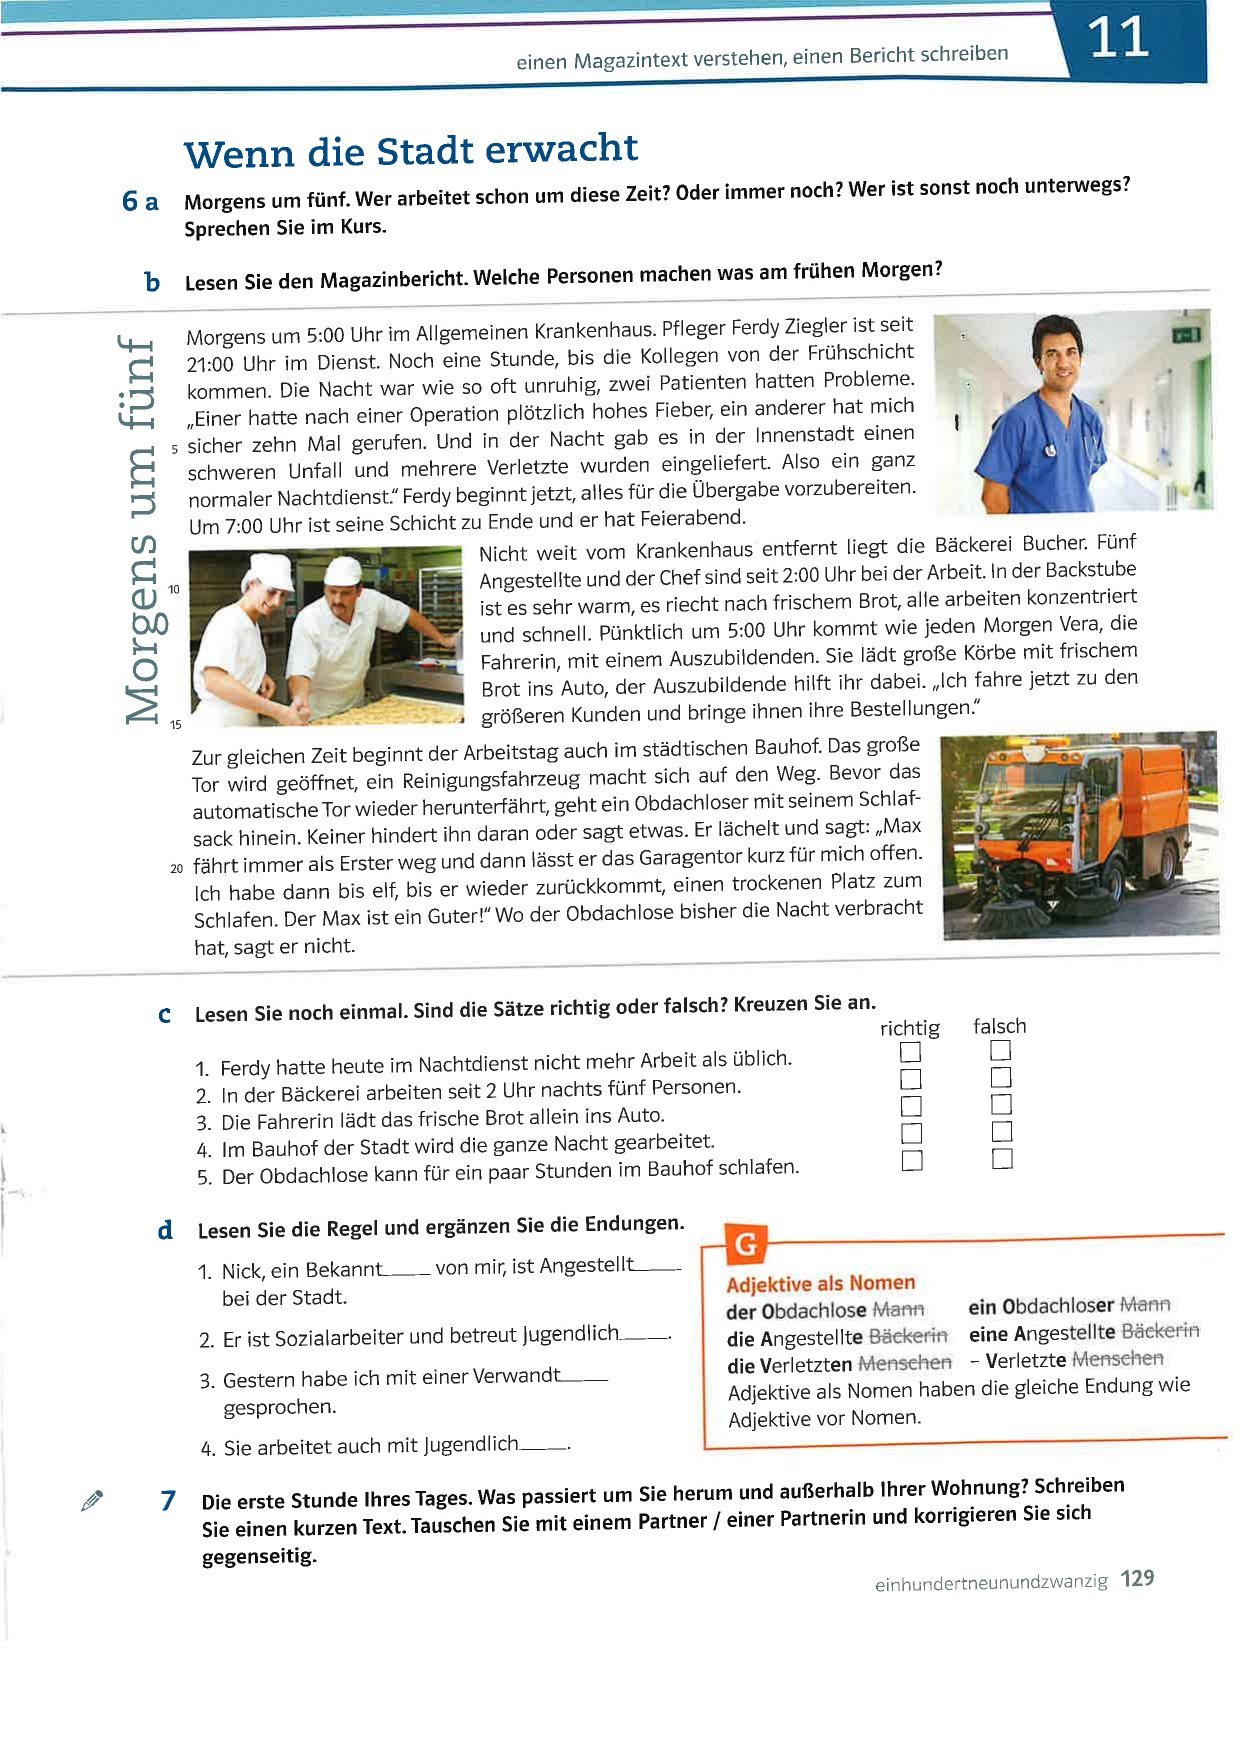 einen Magazintext verstehen, einen Bericht schreiben
11
Wenn die Stadt erwacht
6 a Morgens um fünf. Wer arbeitet schon um diese Zeit? Oder immer noch? Wer ist sonst noch unterwegs?
Sprechen Sie im Kurs.
b Lesen Sie den Magazinbericht. Welche Personen machen was am frühen Morgen?
Morgens um fünf
Morgens um 5:00 Uhr im Allgemeinen Krankenhaus. Pfleger Ferdy Ziegler ist seit
21:00 Uhr im Dienst. Noch eine Stunde, bis die Kollegen von der Frühschicht
kommen. Die Nacht war wie so oft unruhig, zwei Patienten hatten Probleme.
„Einer hatte nach einer Operation plötzlich hohes Fieber, ein anderer hat mich
5 sicher zehn Mal gerufen. Und in der Nacht gab es in der Innenstadt einen
schweren Unfall und mehrere Verletzte wurden eingeliefert. Also ein ganz
normaler Nachtdienst.“ Ferdy beginnt jetzt, alles für die Übergabe vorzubereiten.
Um 7:00 Uhr ist seine Schicht zu Ende und er hat Feierabend.
Nicht weit vom Krankenhaus entfernt liegt die Bäckerei Bucher. Fünf
10 Angestellte und der Chef sind seit 2:00 Uhr bei der Arbeit. In der Backstube
ist es sehr warm, es riecht nach frischem Brot, alle arbeiten konzentriert
und schnell. Pünktlich um 5:00 Uhr kommt wie jeden Morgen Vera, die
Fahrerin, mit einem Auszubildenden. Sie lädt große Körbe mit frischem
Brot ins Auto, der Auszubildende hilft ihr dabei. „Ich fahre jetzt zu den
15 größeren Kunden und bringe ihnen ihre Bestellungen.“
Zur gleichen Zeit beginnt der Arbeitstag auch im städtischen Bauhof. Das große
Tor wird geöffnet, ein Reinigungsfahrzeug macht sich auf den Weg. Bevor das
automatische Tor wieder herunterfährt, geht ein Obdachloser mit seinem Schlaf-
sack hinein. Keiner hindert ihn daran oder sagt etwas. Er lächelt und sagt: „Max
20 fährt immer als Erster weg und dann lässt er das Garagentor kurz für mich offen.
Ich habe dann bis elf, bis er wieder zurückkommt, einen trockenen Platz zum
Schlafen. Der Max ist ein Guter!“ Wo der Obdachlose bisher die Nacht verbracht
hat, sagt er nicht.
c Lesen Sie noch einmal. Sind die Sätze richtig oder falsch? Kreuzen Sie an.
richtig falsch
1. Ferdy hatte heute im Nachtdienst nicht mehr Arbeit als üblich.
2. In der Bäckerei arbeiten seit 2 Uhr nachts fünf Personen.
3. Die Fahrerin lädt das frische Brot allein ins Auto.
4. Im Bauhof der Stadt wird die ganze Nacht gearbeitet.
5. Der Obdachlose kann für ein paar Stunden im Bauhof schlafen.
d Lesen Sie die Regel und ergänzen Sie die Endungen.
1. Nick, ein Bekannt____ von mir, ist Angestellt____
bei der Stadt.
2. Er ist Sozialarbeiter und betreut Jugendlich____.
3. Gestern habe ich mit einer Verwandt____
gesprochen.
4. Sie arbeitet auch mit Jugendlich____.
G
Adjektive als Nomen
der Obdachlose Mann ein Obdachloser Mann
die Angestellte Bäckerin eine Angestellte Bäckerin
die Verletzten Menschen – Verletzte Menschen
Adjektive als Nomen haben die gleiche Endung wie
Adjektive vor Nomen.
7 Die erste Stunde Ihres Tages. Was passiert um Sie herum und außerhalb Ihrer Wohnung? Schreiben
Sie einen kurzen Text. Tauschen Sie mit einem Partner / einer Partnerin und korrigieren Sie sich
gegenseitig.
einhundertneunundzwanzig 129